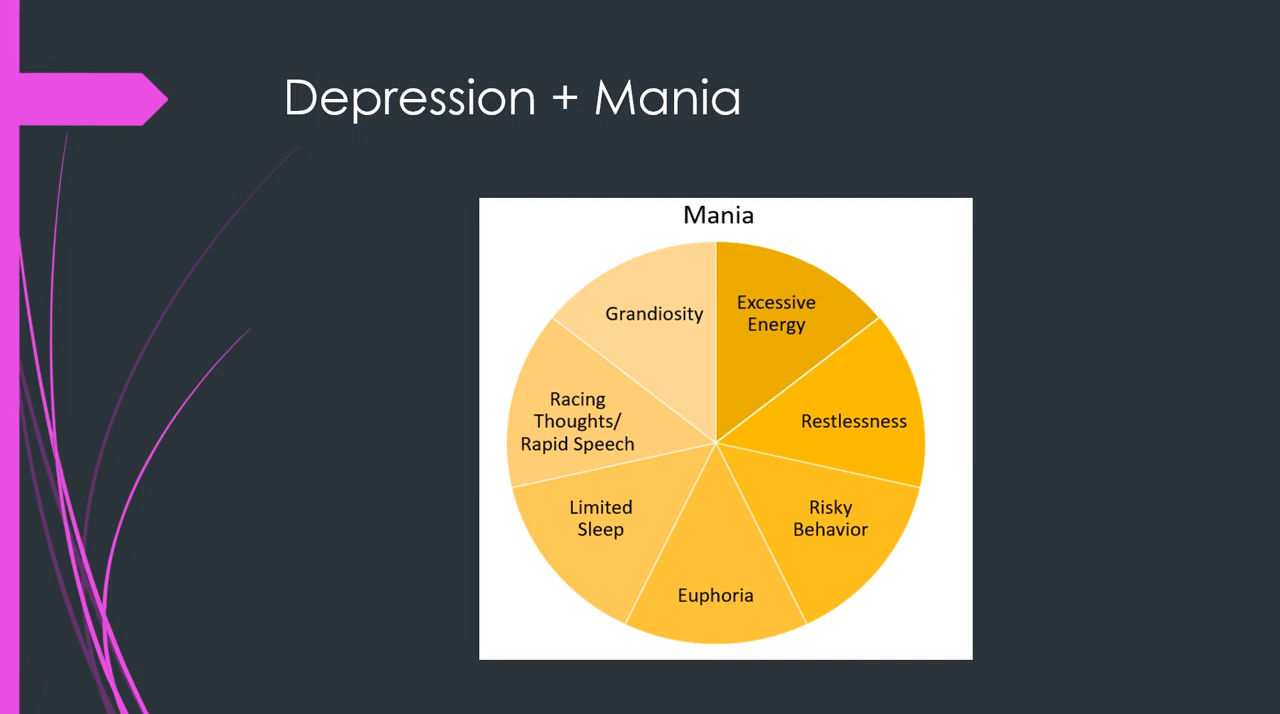 Depression + Mania
Mania
Grandiosity
Excessive
Energy
Racing
Thoughts/
Rapid Speech
Restlessness
Limited
Sleep
Risky
Behavior
Euphoria